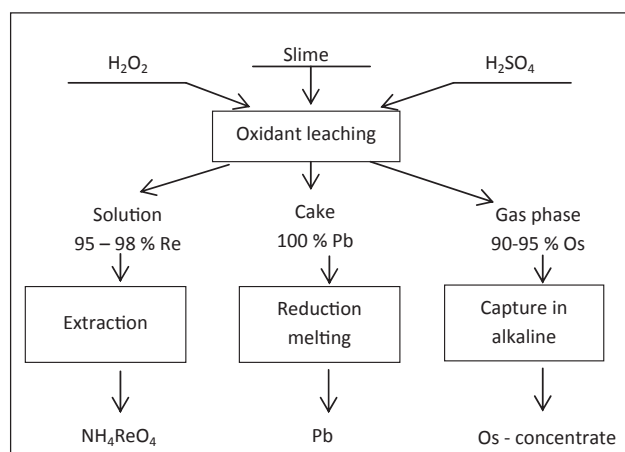 H₂O₂
Slime
H₂SO₄
Oxidant leaching
Solution
95 – 98 % Re
Cake
100 % Pb
Gas phase
90-95 % Os
Extraction
Reduction
melting
Capture in
alkaline
NH₄ReO₄
Pb
Os - concentrate